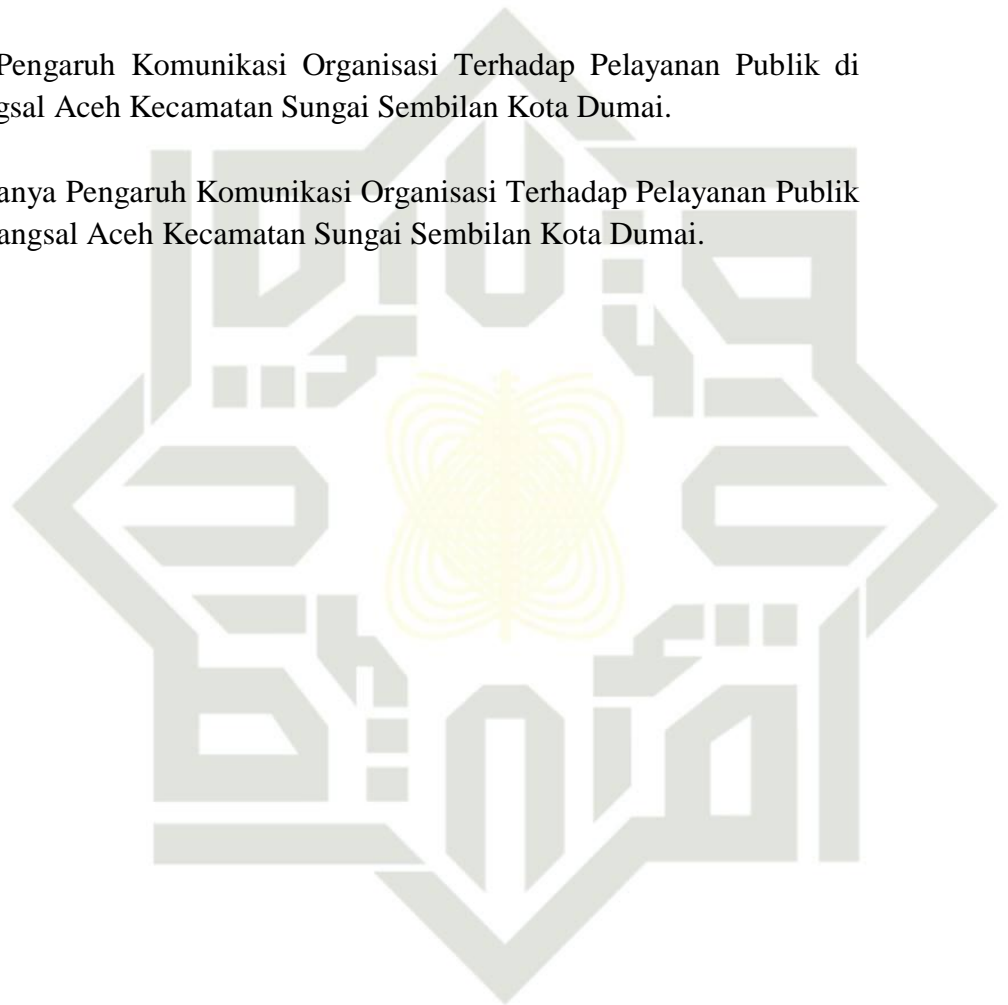 Pengaruh Komunikasi Organisasi Terhadap Pelayanan Publik di
gsal Aceh Kecamatan Sungai Sembilan Kota Dumai.
anya Pengaruh Komunikasi Organisasi Terhadap Pelayanan Publik
angsal Aceh Kecamatan Sungai Sembilan Kota Dumai.